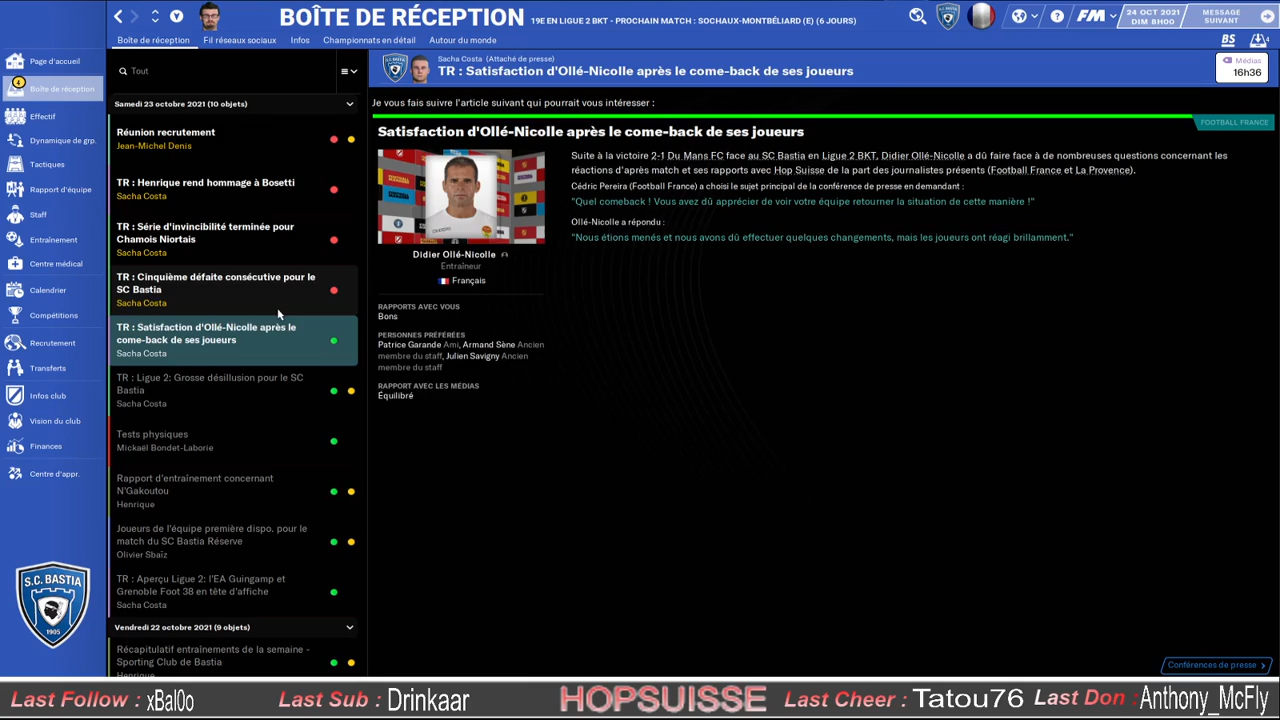 BOÎTE DE RÉCEPTION
19E EN LIGUE 2 BKT - PROCHAIN MATCH : SOCHAUX-MONTBÉLIARD (E) (6 JOURS)
FM
24 OCT 2021
DIM 8H00
MESSAGE
SUIVANT
Boîte de réception
Fil réseaux sociaux
Infos
Championnats en détail
Autour du monde
BS
4
Page d'accueil
4
Boîte de réception
Effectif
Dynamique de grp.
Tactiques
Rapport d'équipe
Staff
Entraînement
Centre médical
Calendrier
Compétitions
Recrutement
Transferts
Infos club
Vision du club
Finances
Centre d'appr.
S.C. BASTIA
1905
Tout
Samedi 23 octobre 2021 (10 objets)
Réunion recrutement
Jean-Michel Denis
TR : Henrique rend hommage à Bosetti
Sacha Costa
TR : Série d'invincibilité terminée pour
Chamois Niortais
Sacha Costa
TR : Cinquième défaite consécutive pour le
SC Bastia
Sacha Costa
TR : Satisfaction d'Ollé-Nicolle après le
come-back de ses joueurs
Sacha Costa
TR : Ligue 2: Grosse désillusion pour le SC
Bastia
Sacha Costa
Tests physiques
Mickaël Bondet-Laborie
Rapport d'entraînement concernant
N'Gakoutou
Henrique
Joueurs de l'équipe première dispo. pour le
match du SC Bastia Réserve
Olivier Sbaïz
TR : Aperçu Ligue 2: l'EA Guingamp et
Grenoble Foot 38 en tête d'affiche
Sacha Costa
Vendredi 22 octobre 2021 (9 objets)
Récapitulatif entraînements de la semaine -
Sporting Club de Bastia
Henrique
Sacha Costa (Attaché de presse)
TR : Satisfaction d'Ollé-Nicolle après le come-back de ses joueurs
Médias
16h36
Je vous fais suivre l'article suivant qui pourrait vous intéresser :
FOOTBALL FRANCE
Satisfaction d'Ollé-Nicolle après le come-back de ses joueurs
Didier Ollé-Nicolle
Entraîneur
Français
RAPPORTS AVEC VOUS
Bons
PERSONNES PRÉFÉRÉES
Patrice Garande Ami, Armand Sène Ancien
membre du staff, Julien Savigny Ancien
membre du staff
RAPPORT AVEC LES MÉDIAS
Équilibré
Suite à la victoire 2-1 Du Mans FC face au SC Bastia en Ligue 2 BKT, Didier Ollé-Nicolle a dû faire face à de nombreuses questions concernant les
réactions d'après match et ses rapports avec Hop Suisse de la part des journalistes présents (Football France et La Provence).
Cédric Pereira (Football France) a choisi le sujet principal de la conférence de presse en demandant :
"Quel comeback ! Vous avez dû apprécier de voir votre équipe retourner la situation de cette manière !"
Ollé-Nicolle a répondu :
"Nous étions menés et nous avons dû effectuer quelques changements, mais les joueurs ont réagi brillamment."
Conférences de presse
Last Follow : xBal0o
Last Sub : Drinkaar
HOPSUISSE
Last Cheer : Tatou76
Last Don : Anthony_McFly